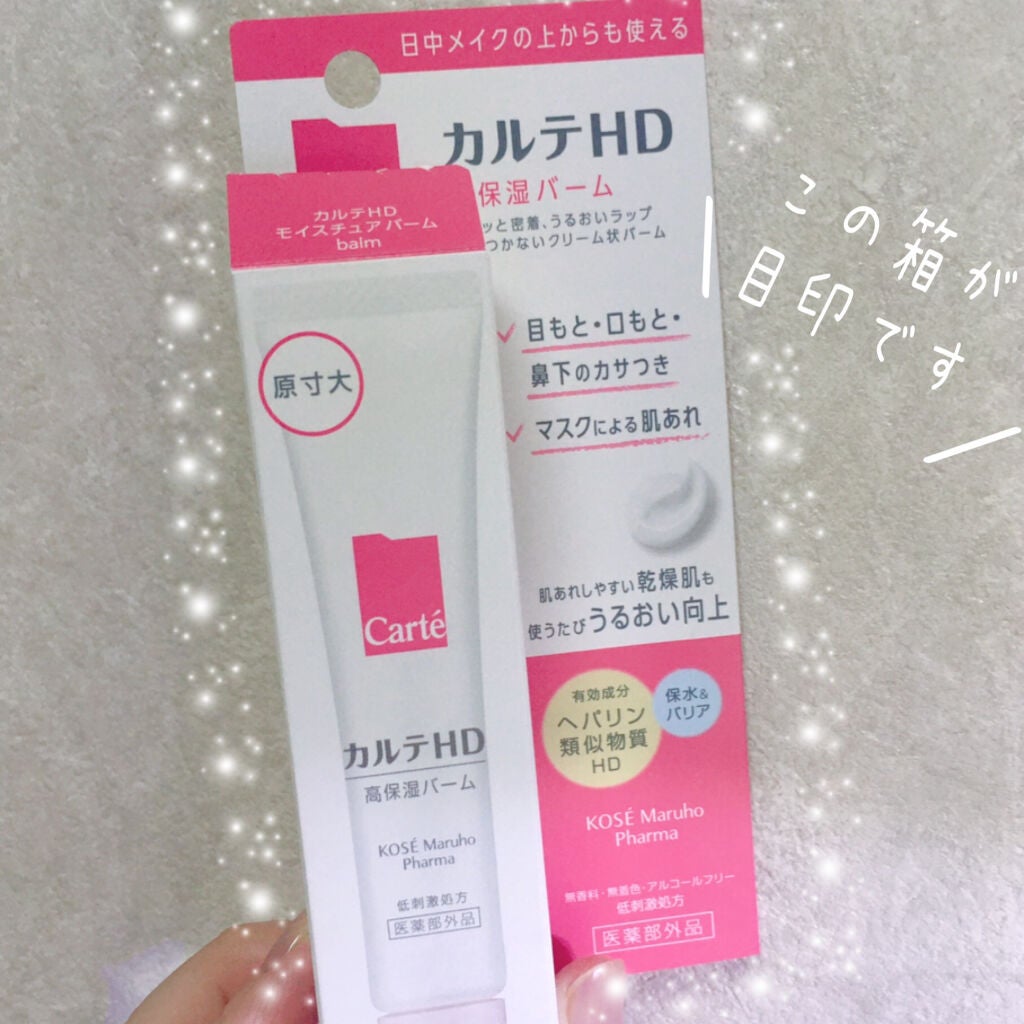 日中メイクの上からも使える
カルテHD
保湿バーム
ッと密着、うるおいラップ
つかないクリーム状バーム
目もと・口もと・
鼻下のカサつき
マスクによる肌あれ
肌あれしやすい乾燥肌も
使うたびうるおい向上
有効成分
ヘパリン
類似物質
HD
保水&
バリア
KOSÉ Maruho
Pharma
無香料・無着色・アルコールフリー
低刺激処方
医薬部外品
カルテHD
モイスチュア バーム
balm
原寸大
Carté
カルテHD
高保湿バーム
KOSÉ Maruho
Pharma
低刺激処方
医薬部外品
この箱が
目印です